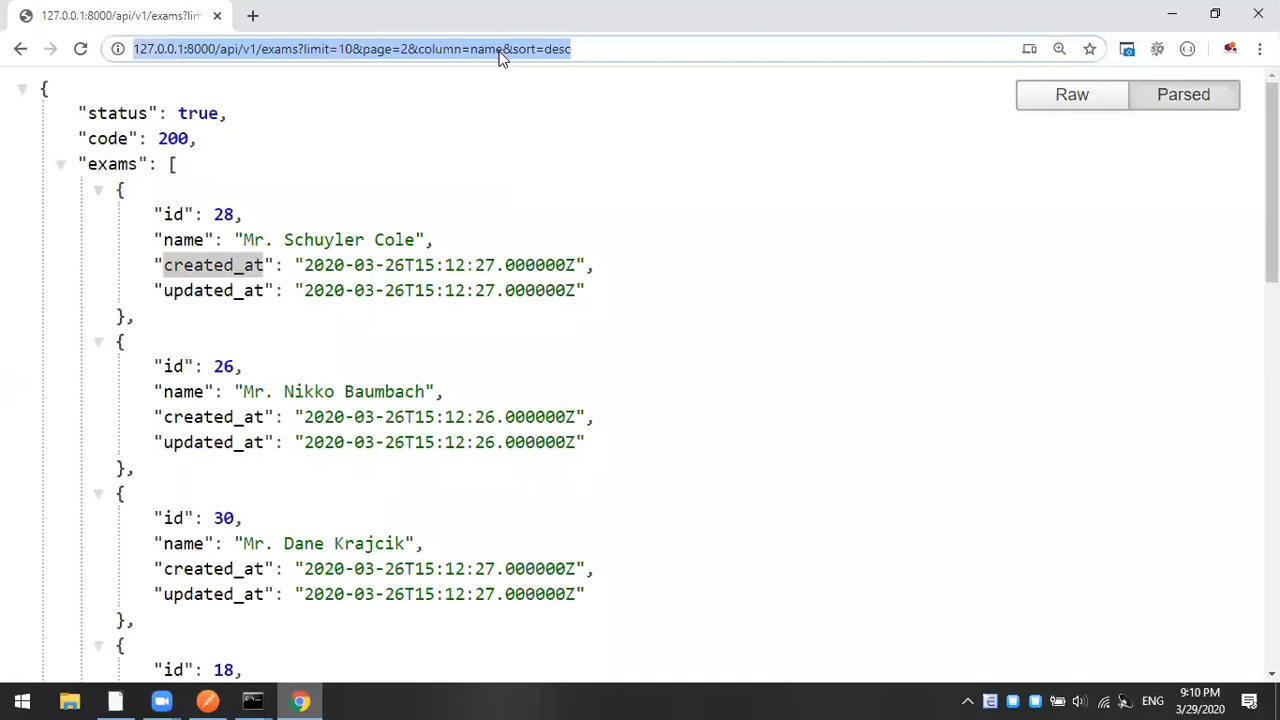 127.0.0.1:8000/api/v1/exams?lim
127.0.0.1:8000/api/v1/exams?limit=10&page=2&column=name&sort=desc
Raw
Parsed
{
"status": true,
"code": 200,
"exams": [
{
"id": 28,
"name": "Mr. Schuyler Cole",
"created_at": "2020-03-26T15:12:27.000000Z",
"updated_at": "2020-03-26T15:12:27.000000Z"
},
{
"id": 26,
"name": "Mr. Nikko Baumbach",
"created_at": "2020-03-26T15:12:26.000000Z",
"updated_at": "2020-03-26T15:12:26.000000Z"
},
{
"id": 30,
"name": "Mr. Dane Krajcik",
"created_at": "2020-03-26T15:12:27.000000Z",
"updated_at": "2020-03-26T15:12:27.000000Z"
},
{
"id": 18,
ENG
9:10 PM
3/29/2020